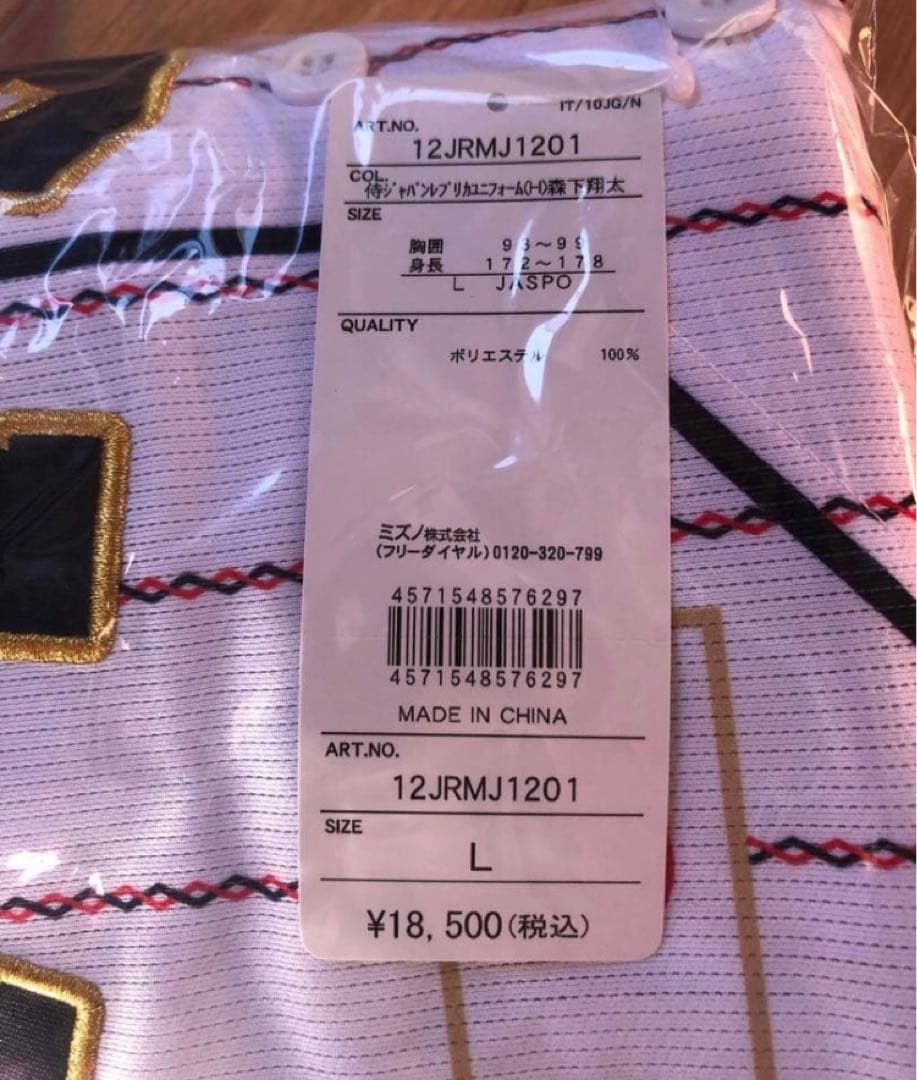 IT/10JG/N
ART.NO.
12JRMJ1201
COL.
侍ジャパンレプリカユニフォーム(H)森下翔太
SIZE
胸囲 93~99
身長 172~178
L JASPO
QUALITY
ポリエステル 100%
ミズノ株式会社
(フリーダイヤル)0120-320-799
4571548576297
4571548576297
MADE IN CHINA
ART.NO.
12JRMJ1201
SIZE
L
¥18,500(税込)